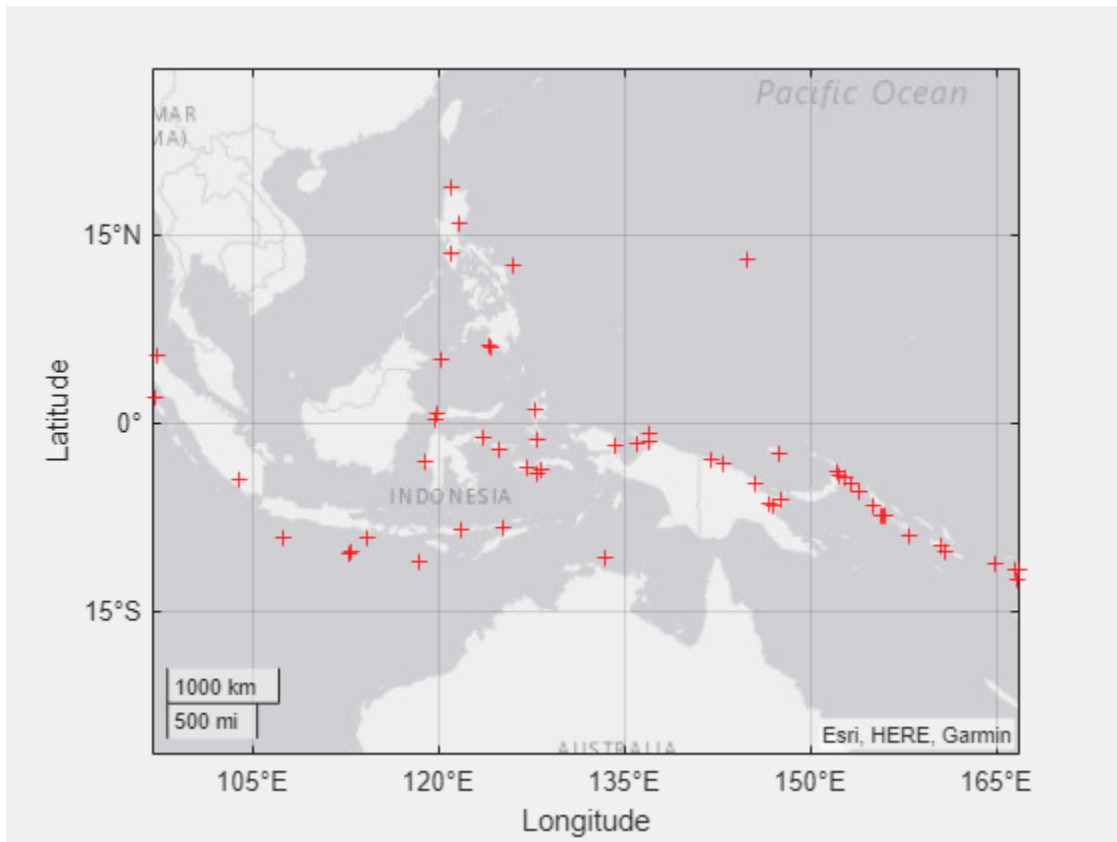 Pacific Ocean
MAR
MA)
15°N
0°
INDONESIA
15°S
1000 km
500 mi
Esri, HERE, Garmin
AUSTRALIA
105°E
120°E
135°E
150°E
165°E
Longitude
Latitude